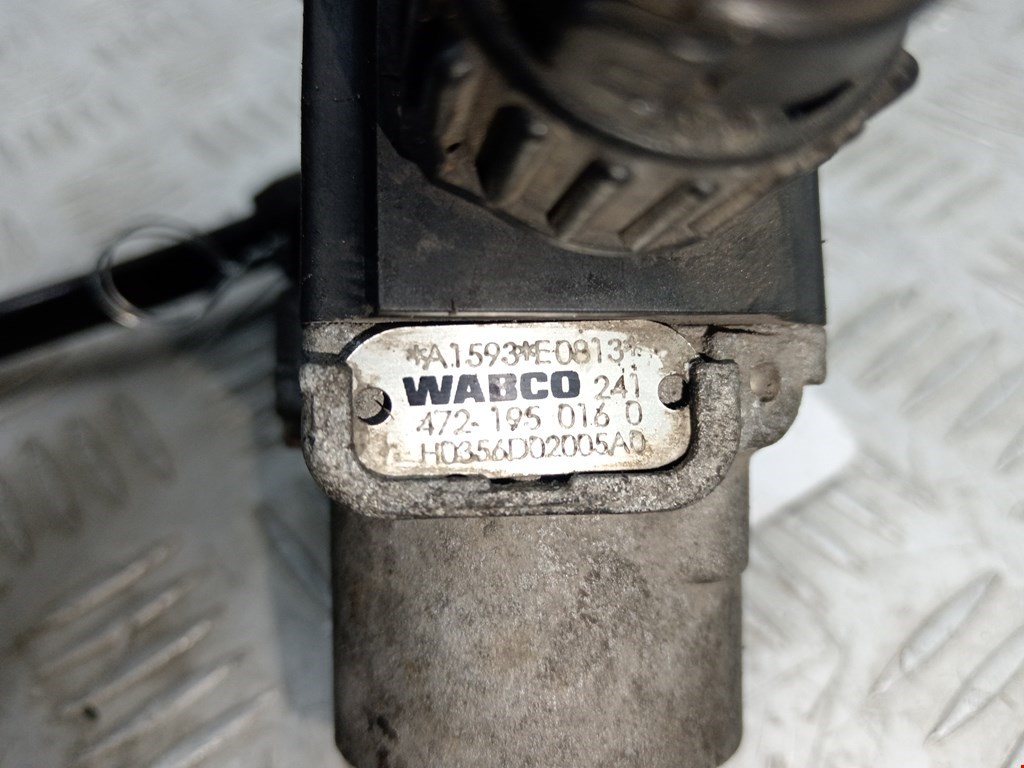 *A1593*E0813*
WABCO 241
472-195 016 0
H0356D02005A0